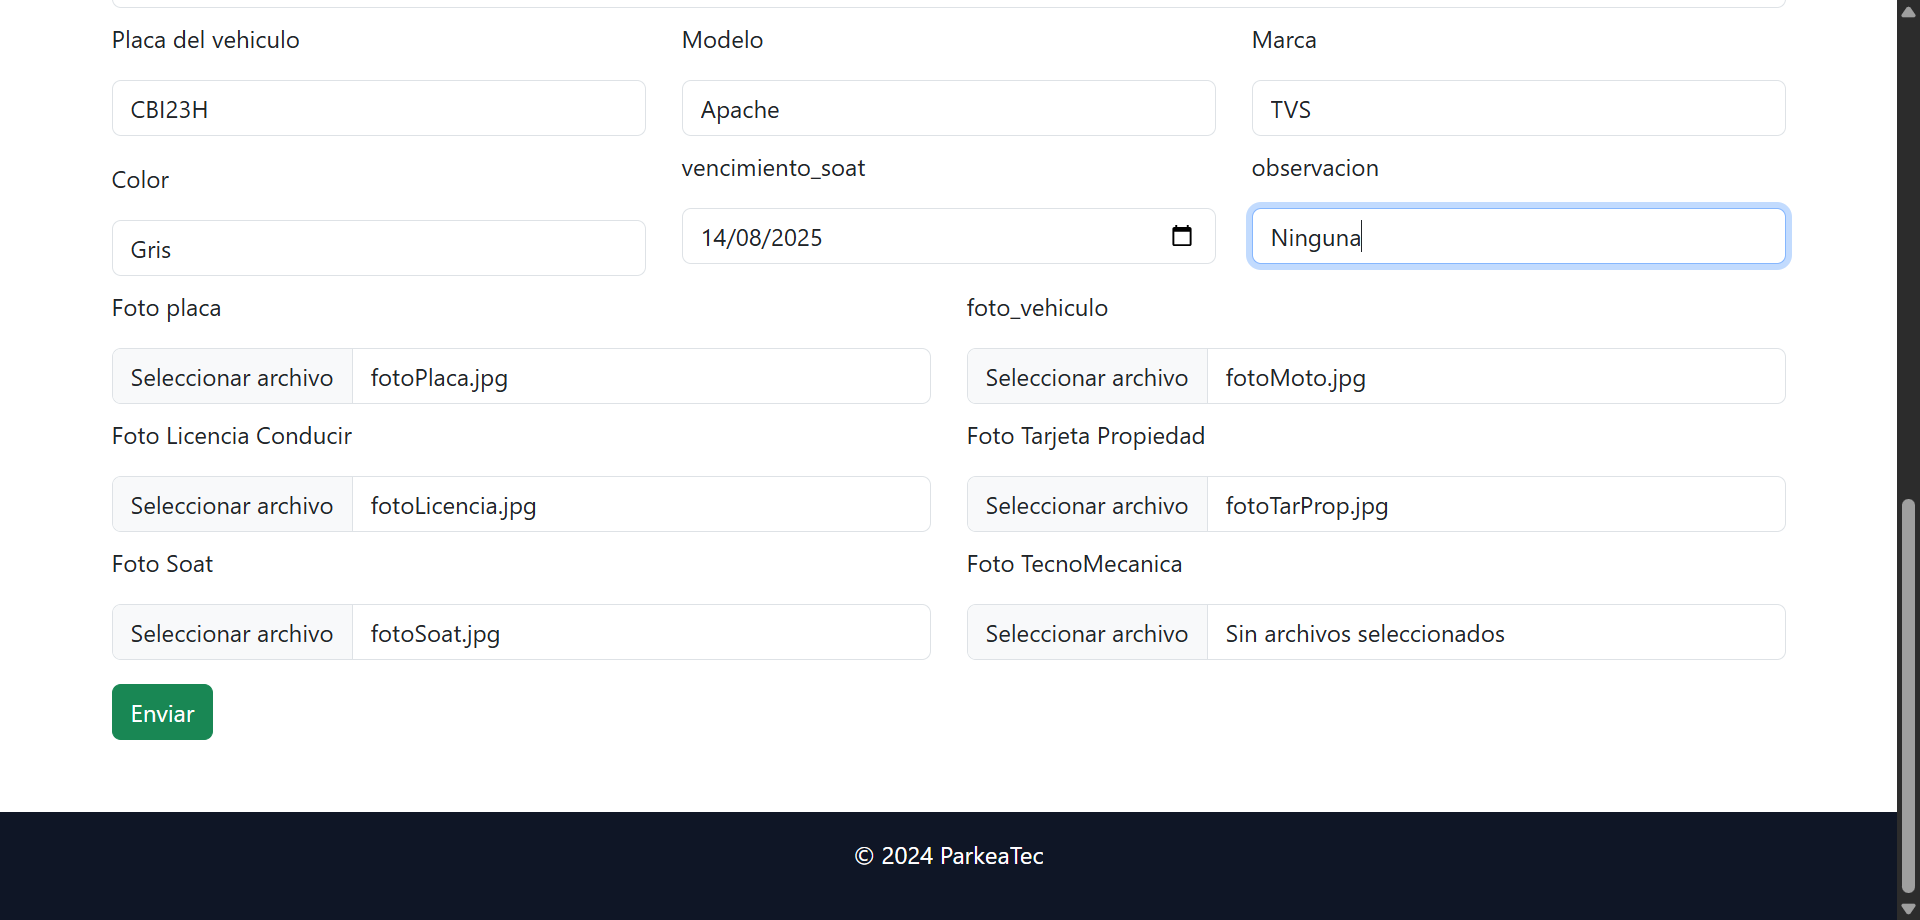 Placa del vehiculo
Modelo
Marca
CBI23H
Apache
TVS
Color
vencimiento_soat
observacion
Gris
14/08/2025
Ninguna
Foto placa
foto_vehiculo
Seleccionar archivo fotoPlaca.jpg
Seleccionar archivo fotoMoto.jpg
Foto Licencia Conducir
Foto Tarjeta Propiedad
Seleccionar archivo fotoLicencia.jpg
Seleccionar archivo fotoTarProp.jpg
Foto Soat
Foto TecnoMecanica
Seleccionar archivo fotoSoat.jpg
Seleccionar archivo Sin archivos seleccionados
Enviar
© 2024 ParkeaTec